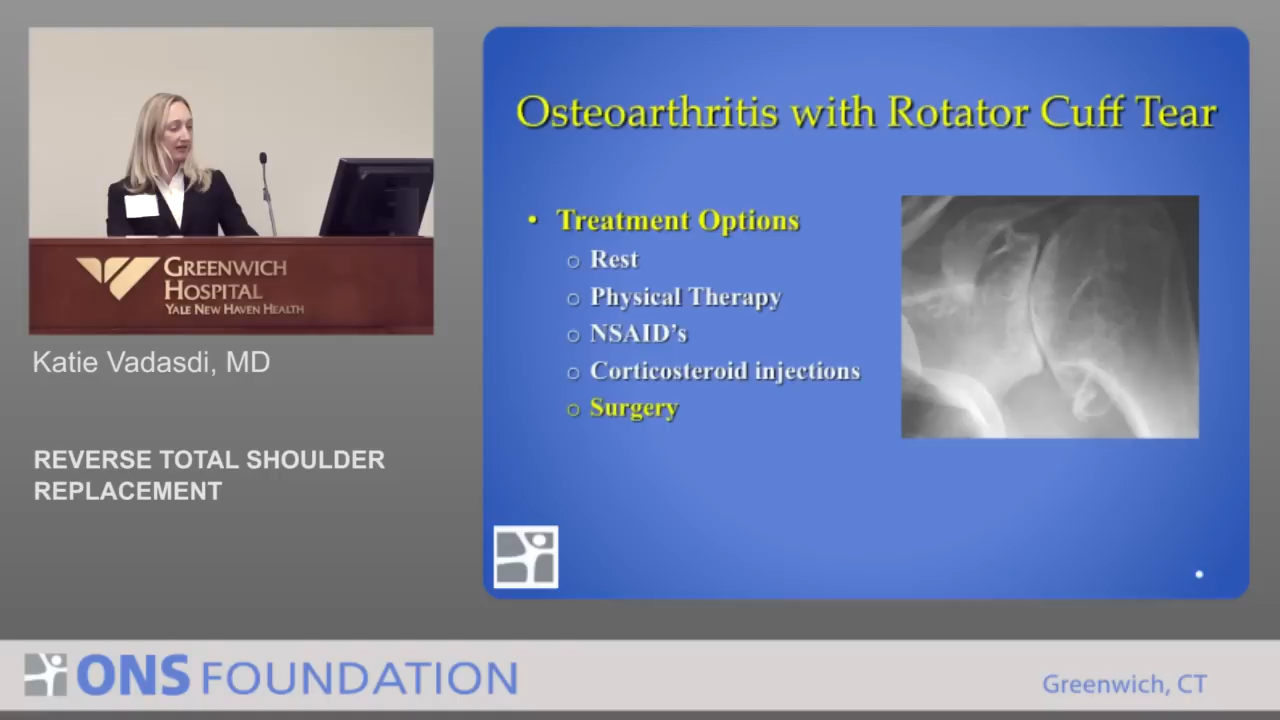 GREENWICH
HOSPITAL
YALE NEW HAVEN HEALTH
Katie Vadasdi, MD
REVERSE TOTAL SHOULDER
REPLACEMENT
Osteoarthritis with Rotator Cuff Tear
• Treatment Options
o Rest
o Physical Therapy
o NSAID's
o Corticosteroid injections
o Surgery
ONS FOUNDATION
Greenwich, CT